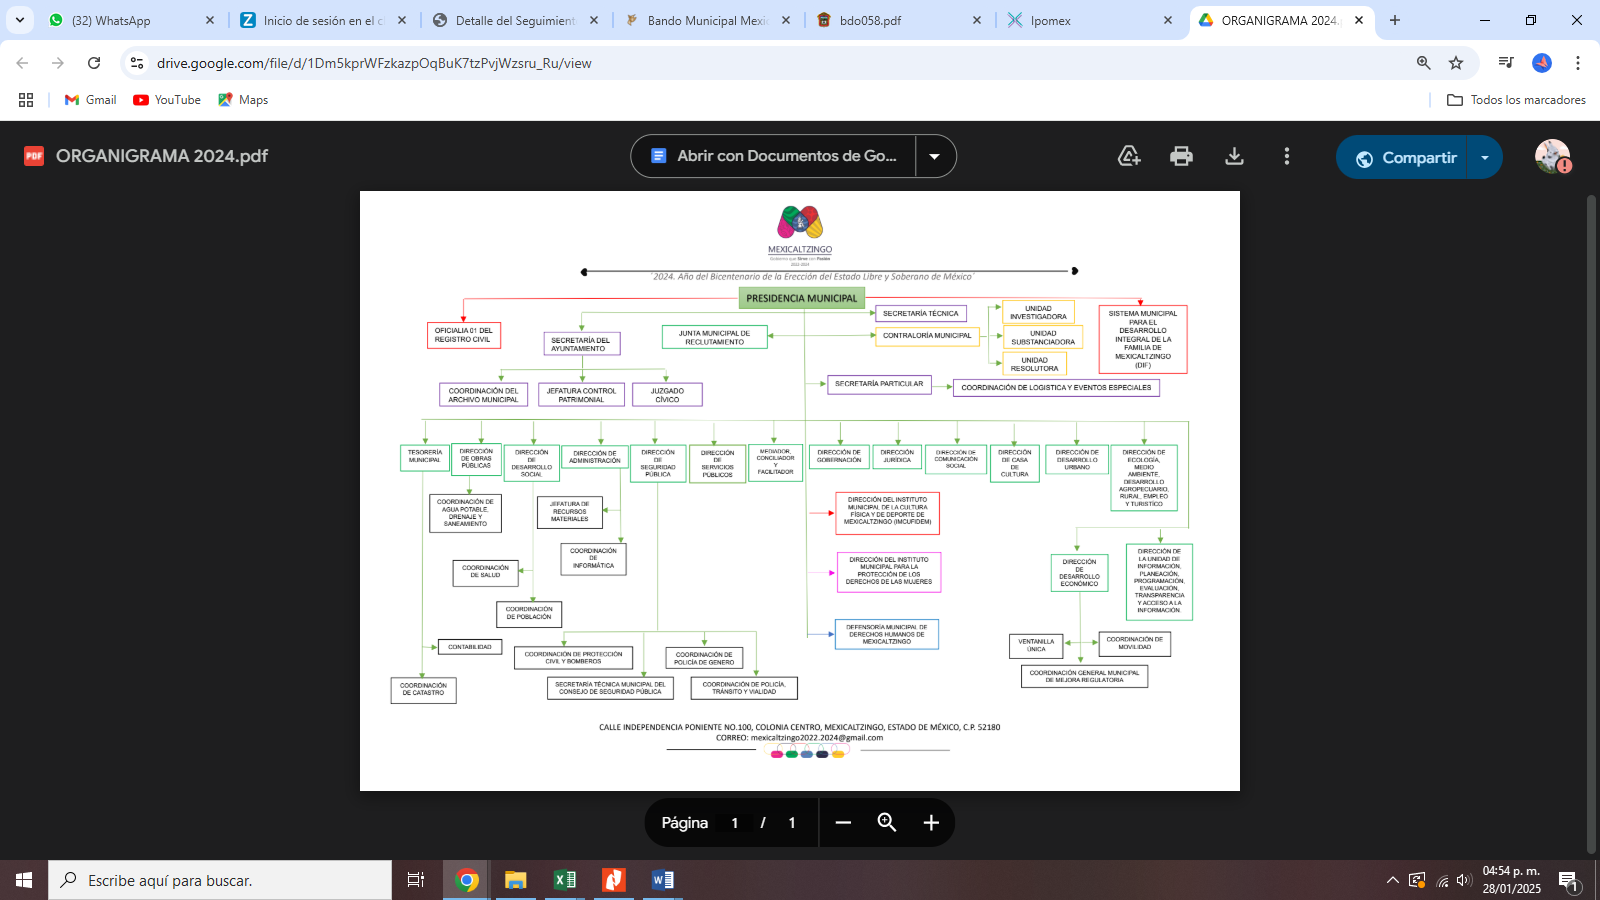 (32) WhatsApp
Inicio de sesión en el c
Detalle del Seguimient
Bando Municipal Mexi
bdo058.pdf
Ipomex
ORGANIGRAMA 2024.
drive.google.com/file/d/1Dm5kprWFzkazpOqBuK7tzPvjWzsru_Ru/view
Gmail
YouTube
Maps
Todos los marcadores
PDF
ORGANIGRAMA 2024.pdf
Abrir con Documentos de Go...
Compartir
MEXICALTZINGO
Gobierno que Sirve con Pasión
2022-2024
´2024. Año del Bicentenario de la Erección del Estado Libre y Soberano de México´
PRESIDENCIA MUNICIPAL
OFICIALIA 01 DEL
REGISTRO CIVIL
SECRETARÍA DEL
AYUNTAMIENTO
JUNTA MUNICIPAL DE
RECLUTAMIENTO
SECRETARÍA TÉCNICA
CONTRALORÍA MUNICIPAL
UNIDAD
INVESTIGADORA
UNIDAD
SUBSTANCIADORA
UNIDAD
RESOLUTORA
SISTEMA MUNICIPAL
PARA EL
DESARROLLO
INTEGRAL DE LA
FAMILIA DE
MEXICALTZINGO
(DIF)
COORDINACIÓN DEL
ARCHIVO MUNICIPAL
JEFATURA CONTROL
PATRIMONIAL
JUZGADO
CÍVICO
SECRETARÍA PARTICULAR
COORDINACIÓN DE LOGISTICA Y EVENTOS ESPECIALES
TESORERÍA
MUNICIPAL
DIRECCIÓN
DE OBRAS
PÚBLICAS
DIRECCIÓN
DE
DESARROLLO
SOCIAL
DIRECCIÓN DE
ADMINISTRACIÓN
DIRECCIÓN
DE
SEGURIDAD
PÚBLICA
DIRECCIÓN
DE
SERVICIOS
PÚBLICOS
MEDIADOR,
CONCILIADOR
Y
FACILITADOR
DIRECCIÓN DE
GOBERNACIÓN
DIRECCIÓN
JURÍDICA
DIRECCIÓN DE
COMUNICACIÓN
SOCIAL
DIRECCIÓN
DE CASA
DE
CULTURA
DIRECCIÓN DE
DESARROLLO
URBANO
DIRECCIÓN DE
ECOLOGÍA,
MEDIO
AMBIENTE,
DESARROLLO
AGROPECUARIO,
RURAL, EMPLEO
Y TURISTÍCO
COORDINACIÓN DE
AGUA POTABLE,
DRENAJE Y
SANEAMIENTO
JEFATURA DE
RECURSOS
MATERIALES
COORDINACIÓN
DE
INFORMÁTICA
COORDINACIÓN
DE SALUD
COORDINACIÓN
DE POBLACIÓN
DIRECCIÓN DEL INSTITUTO
MUNICIPAL DE LA CULTURA
FÍSICA Y DE DEPORTE DE
MEXICALTZINGO (IMCUFIDEM)
DIRECCIÓN DEL INSTITUTO
MUNICIPAL PARA LA
PROTECCIÓN DE LOS
DERECHOS DE LAS MUJERES
DEFENSORÍA MUNICIPAL DE
DERECHOS HUMANOS DE
MEXICALTZINGO
DIRECCIÓN
DE
DESARROLLO
ECONÓMICO
DIRECCIÓN DE
LA UNIDAD DE
INFORMACIÓN,
PLANEACIÓN,
PROGRAMACIÓN,
EVALUACIÓN,
TRANSPARENCIA
Y ACCESO A LA
INFORMACIÓN
CONTABILIDAD
COORDINACIÓN
DE CATASTRO
COORDINACIÓN DE PROTECCIÓN
CIVIL Y BOMBEROS
COORDINACIÓN DE
POLICÍA DE GENERO
SECRETARÍA TÉCNICA MUNICIPAL DEL
CONSEJO DE SEGURIDAD PÚBLICA
COORDINACIÓN DE POLICÍA,
TRÁNSITO Y VIALIDAD
VENTANILLA
ÚNICA
COORDINACIÓN DE
MOVILIDAD
COORDINACIÓN GENERAL MUNICIPAL
DE MEJORA REGULATORIA
CALLE INDEPENDENCIA PONIENTE NO.100, COLONIA CENTRO, MEXICALTZINGO, ESTADO DE MÉXICO, C.P. 52180
CORREO: mexicaltzingo2022.2024@gmail.com
Página 1 / 1
Escribe aquí para buscar.
04:54 p. m.
28/01/2025
1